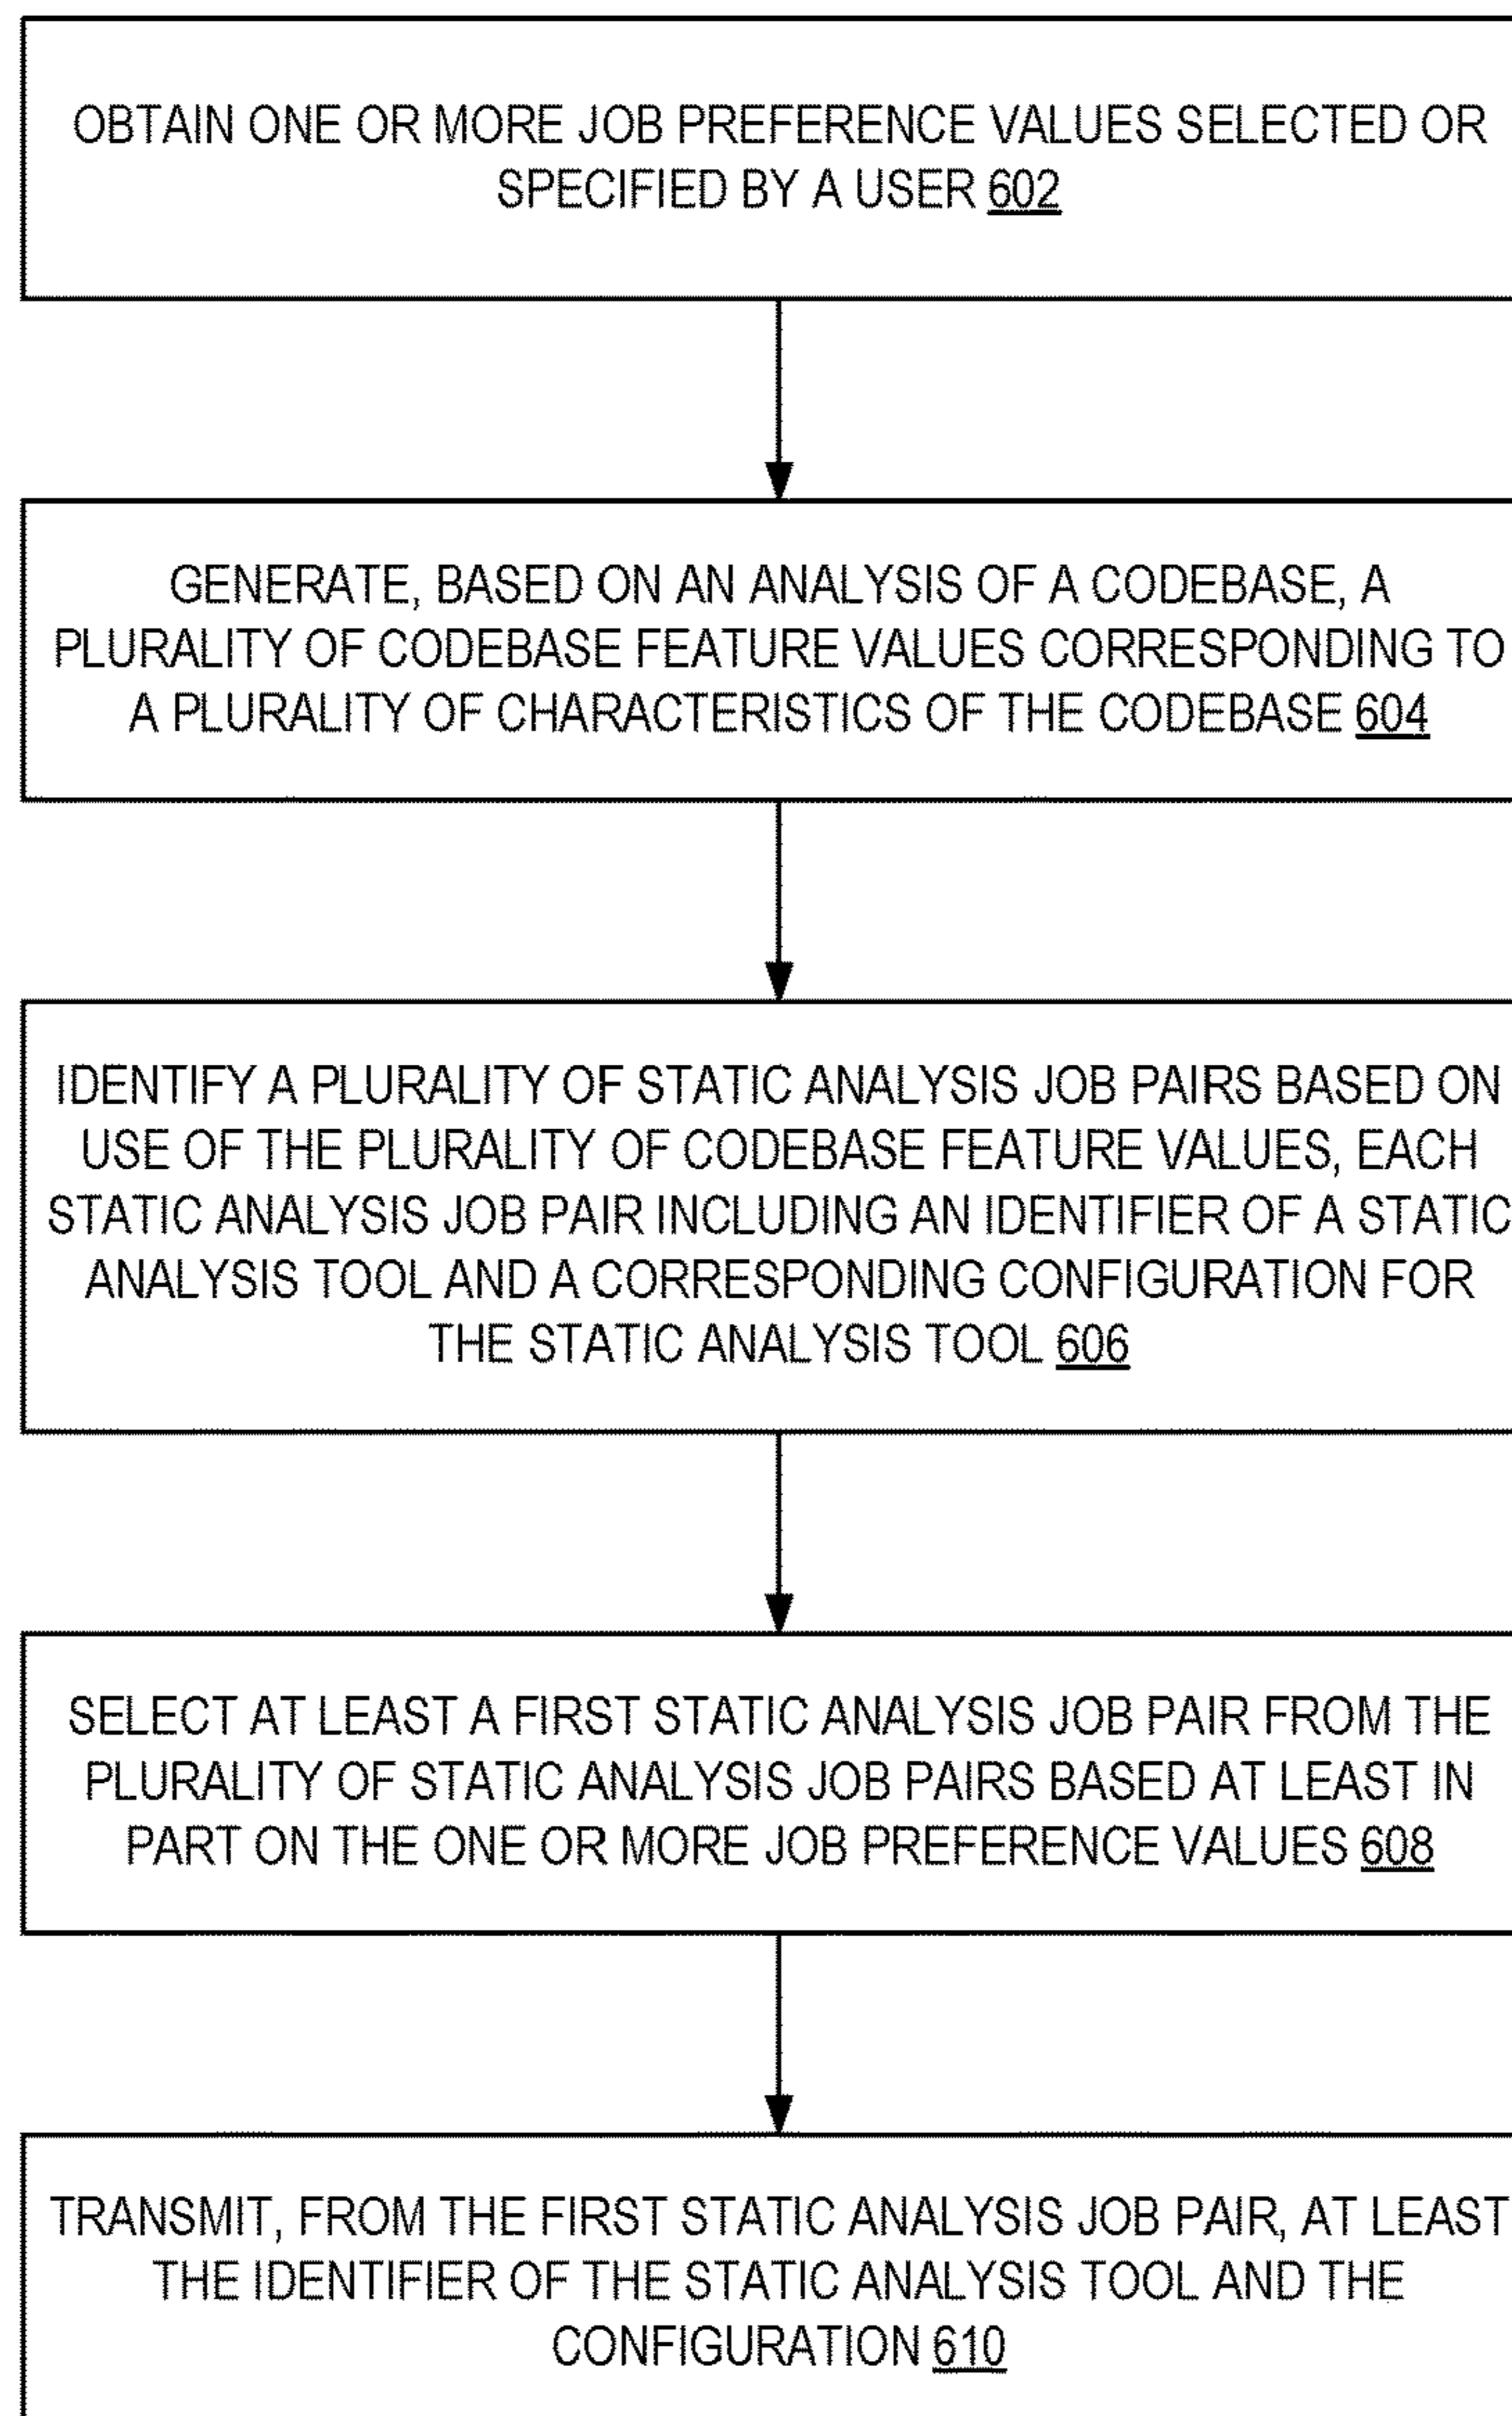 OBTAIN ONE OR MORE JOB PREFERENCE VALUES SELECTED OR
SPECIFIED BY A USER 602
GENERATE, BASED ON AN ANALYSIS OF A CODEBASE, A
PLURALITY OF CODEBASE FEATURE VALUES CORRESPONDING TO
A PLURALITY OF CHARACTERISTICS OF THE CODEBASE 604
IDENTIFY A PLURALITY OF STATIC ANALYSIS JOB PAIRS BASED ON
USE OF THE PLURALITY OF CODEBASE FEATURE VALUES, EACH
STATIC ANALYSIS JOB PAIR INCLUDING AN IDENTIFIER OF A STATIC
ANALYSIS TOOL AND A CORRESPONDING CONFIGURATION FOR
THE STATIC ANALYSIS TOOL 606
SELECT AT LEAST A FIRST STATIC ANALYSIS JOB PAIR FROM THE
PLURALITY OF STATIC ANALYSIS JOB PAIRS BASED AT LEAST IN
PART ON THE ONE OR MORE JOB PREFERENCE VALUES 608
TRANSMIT, FROM THE FIRST STATIC ANALYSIS JOB PAIR, AT LEAST
THE IDENTIFIER OF THE STATIC ANALYSIS TOOL AND THE
CONFIGURATION 610